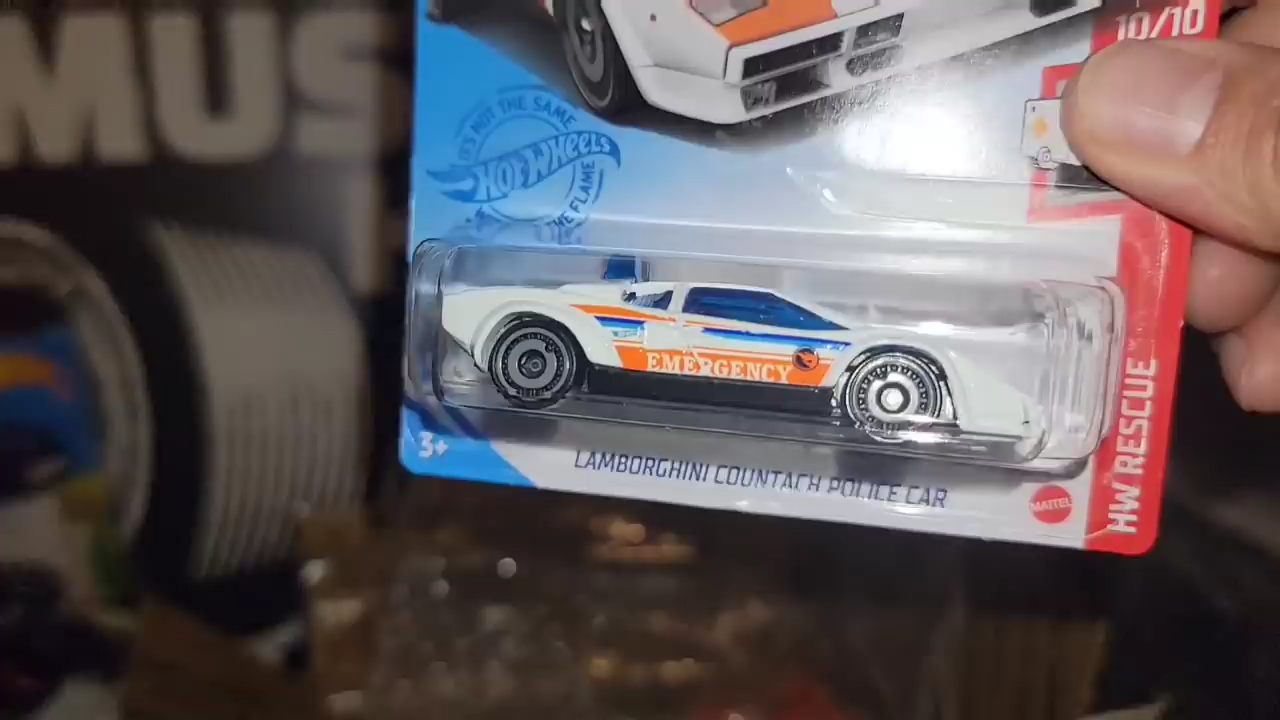 MUS
10/10
IT'S NOT THE SAME
HOT WHEELS
THE FLAME
EMERGENCY
3+
LAMBORGHINI COUNTACH POLICE CAR
MATTEL
HW RESCUE